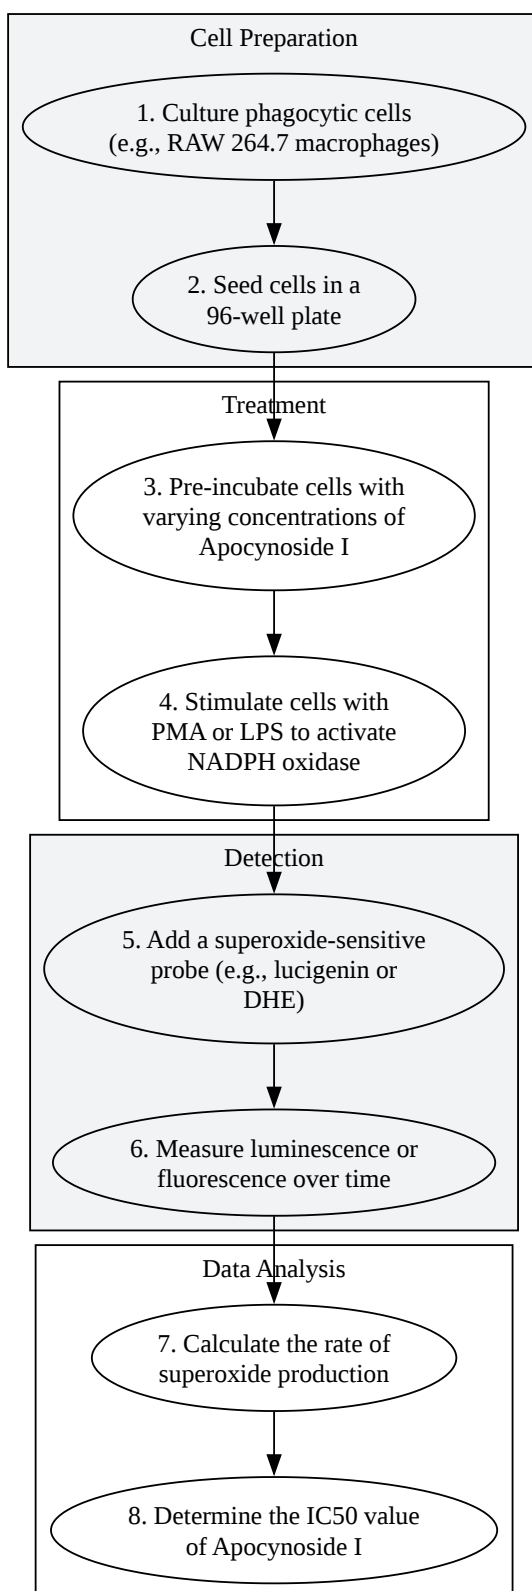 Cell Preparation
1. Culture phagocytic cells
(e.g., RAW 264.7 macrophages)
2. Seed cells in a
96-well plate
Treatment
3. Pre-incubate cells with
varying concentrations of
Apocynoside I
4. Stimulate cells with
PMA or LPS to activate
NADPH oxidase
Detection
5. Add a superoxide-sensitive
probe (e.g., lucigenin or
DHE)
6. Measure luminescence or
fluorescence over time
Data Analysis
7. Calculate the rate of
superoxide production
8. Determine the IC50 value
of Apocynoside I